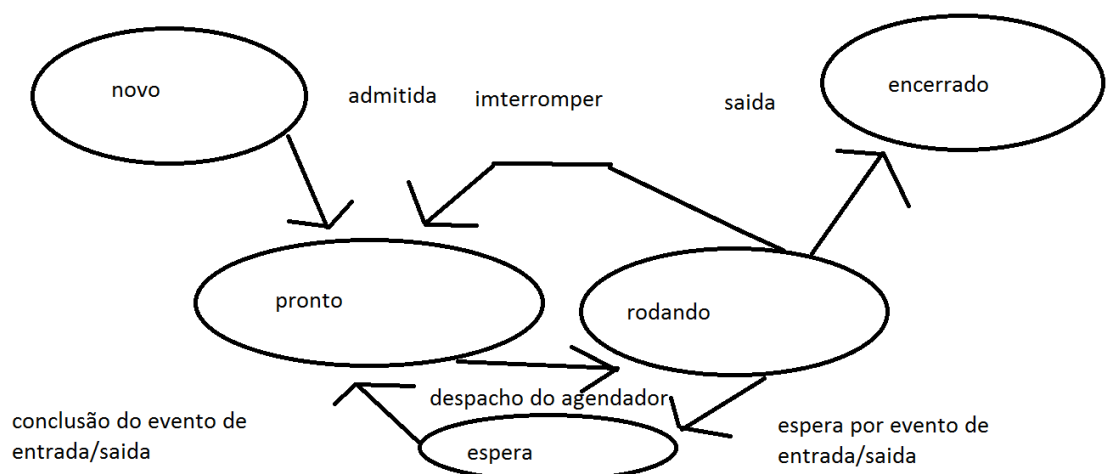 novo
admitida
imterromper
saida
encerrado
pronto
rodando
despacho do agendador
conclusão do evento de
entrada/saida
espera
espera por evento de
entrada/saida